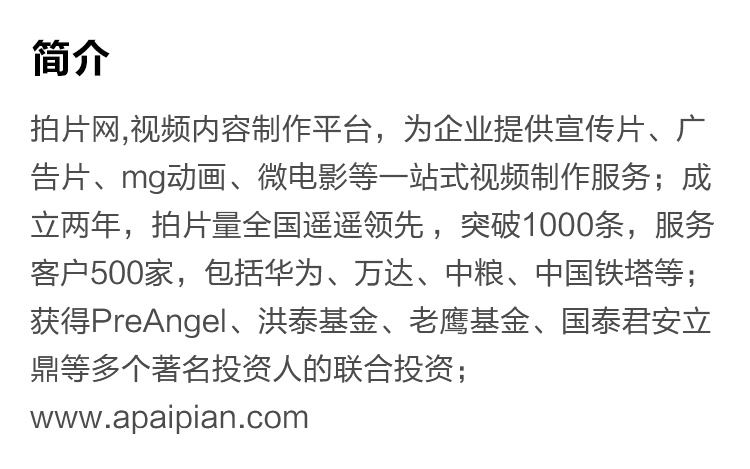 简介
拍片网,视频内容制作平台，为企业提供宣传片、广
告片、mg动画、微电影等一站式视频制作服务；成
立两年，拍片量全国遥遥领先 ，突破1000条，服务
客户500家，包括华为、万达、中粮、中国铁塔等；
获得PreAngel、洪泰基金、老鹰基金、国泰君安立
鼎等多个著名投资人的联合投资；
www.apaipian.com